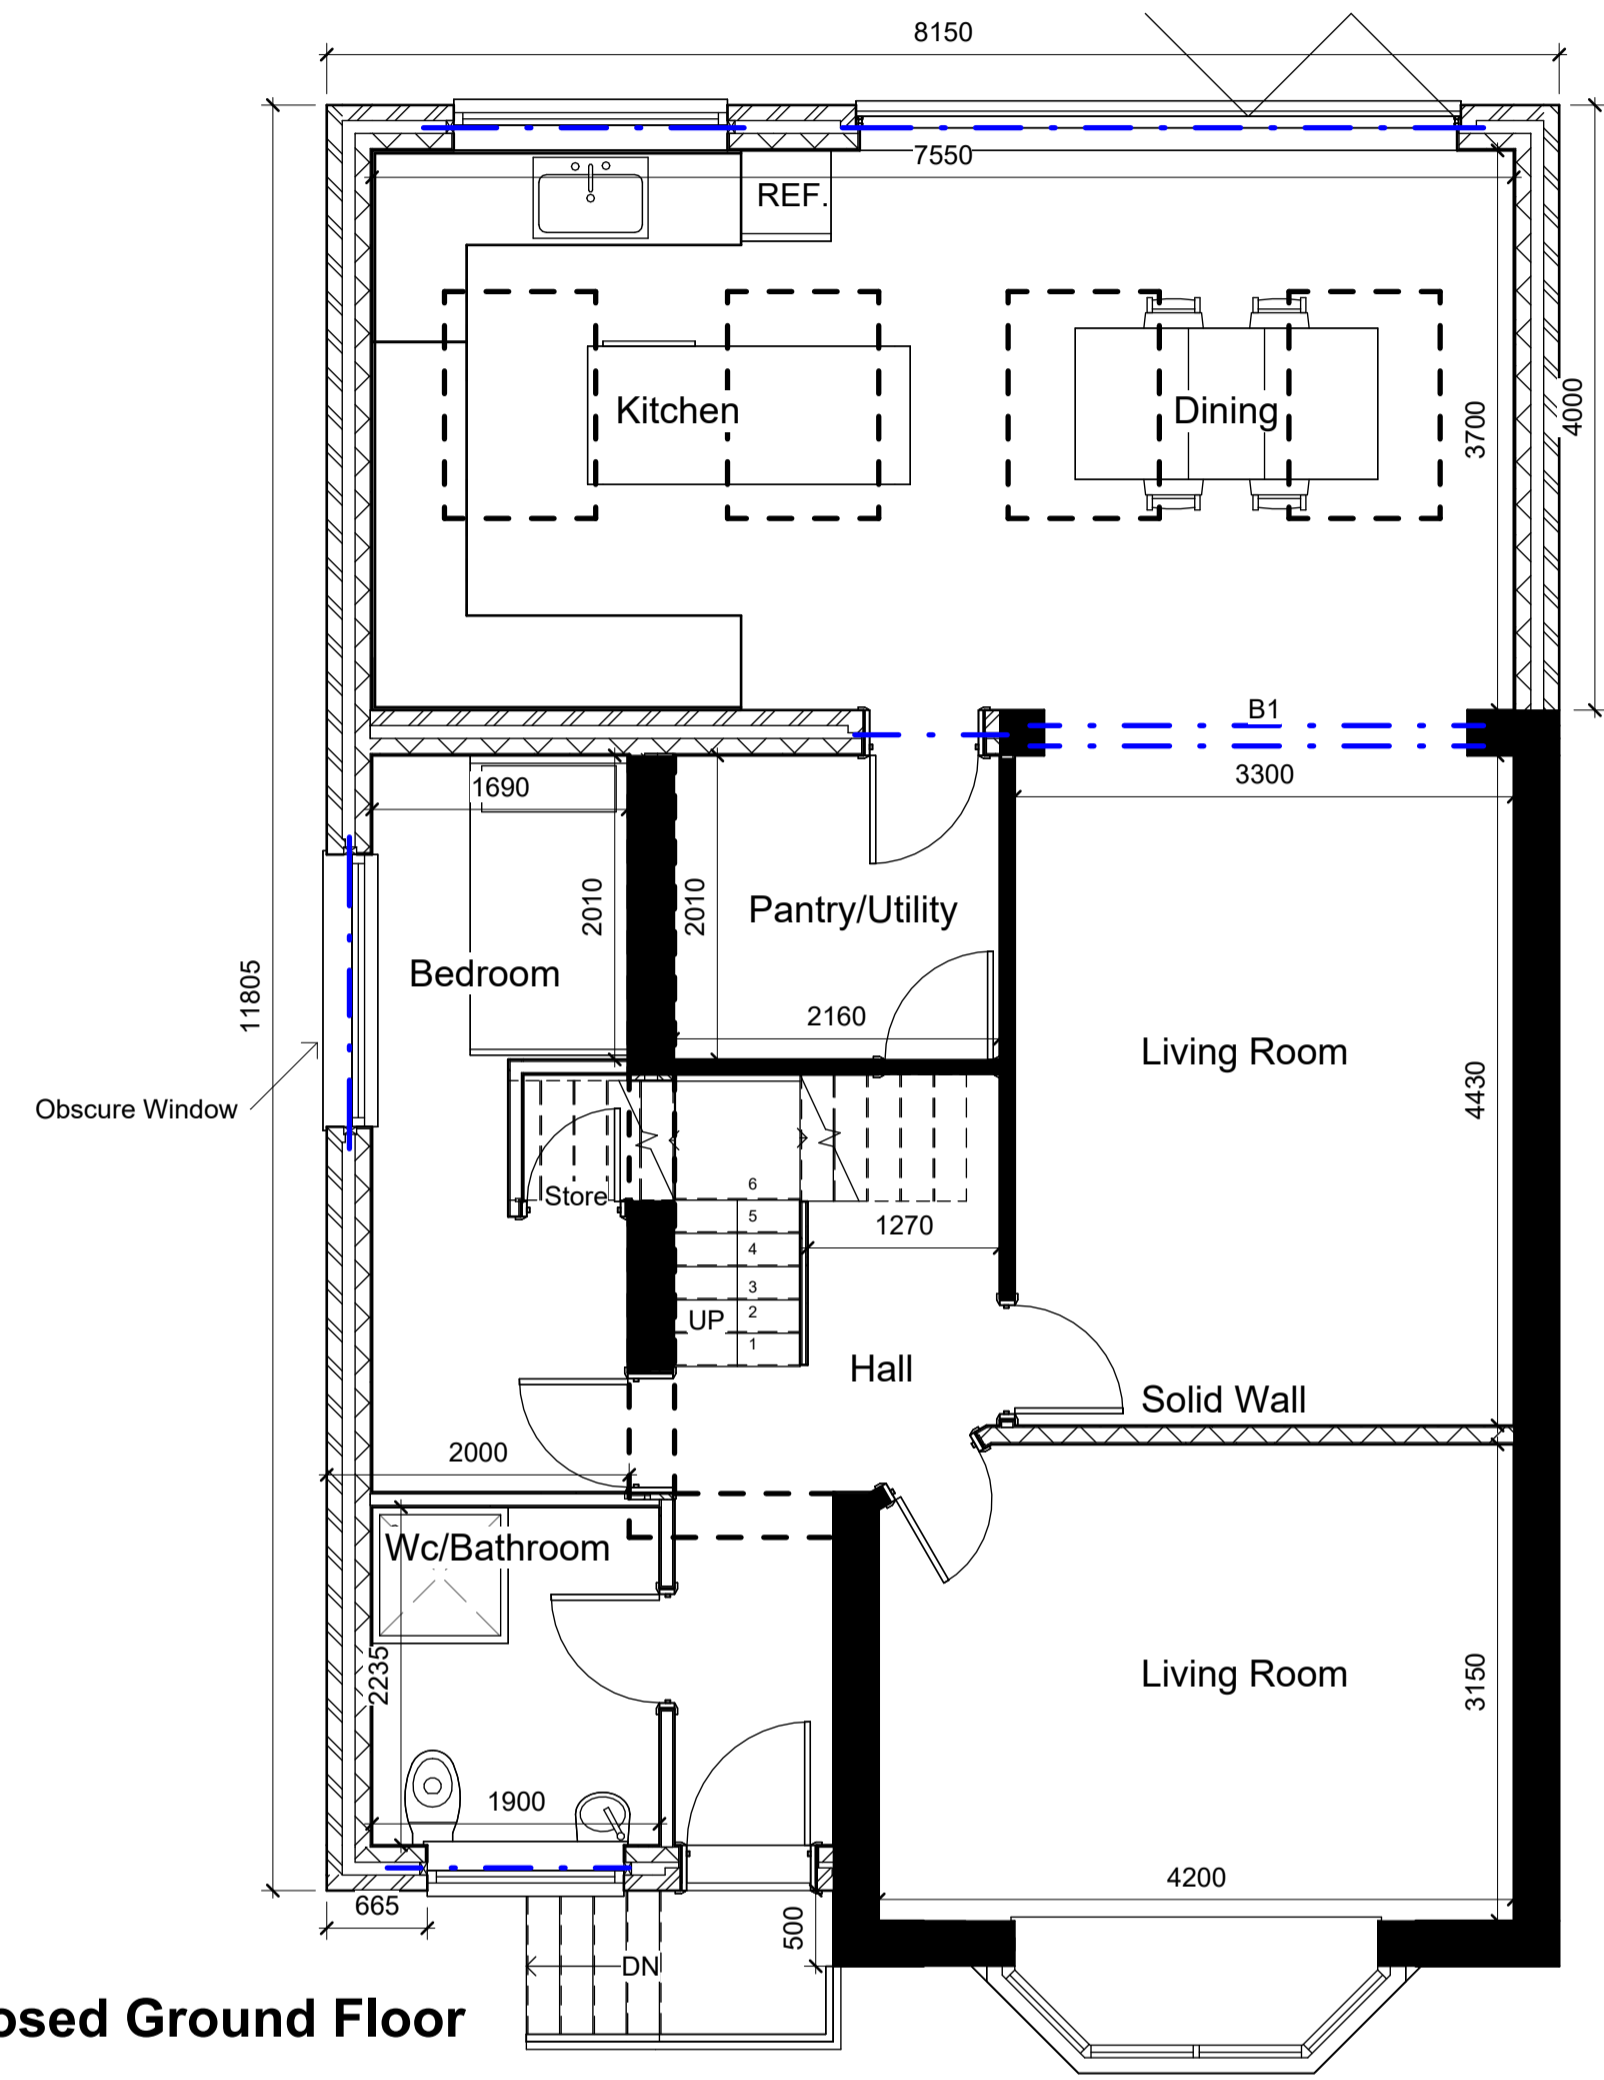 8150
7550
REF.
Kitchen
Dining
3700
4000
B1
1690
3300
2010
2010
Pantry/Utility
Bedroom
11805
2160
Living Room
4430
Obscure Window
Store
6
5
4
3
2
1
UP
1270
Hall
Solid Wall
2000
Wc/Bathroom
2235
Living Room
3150
1900
4200
665
500
DN
osed Ground Floor